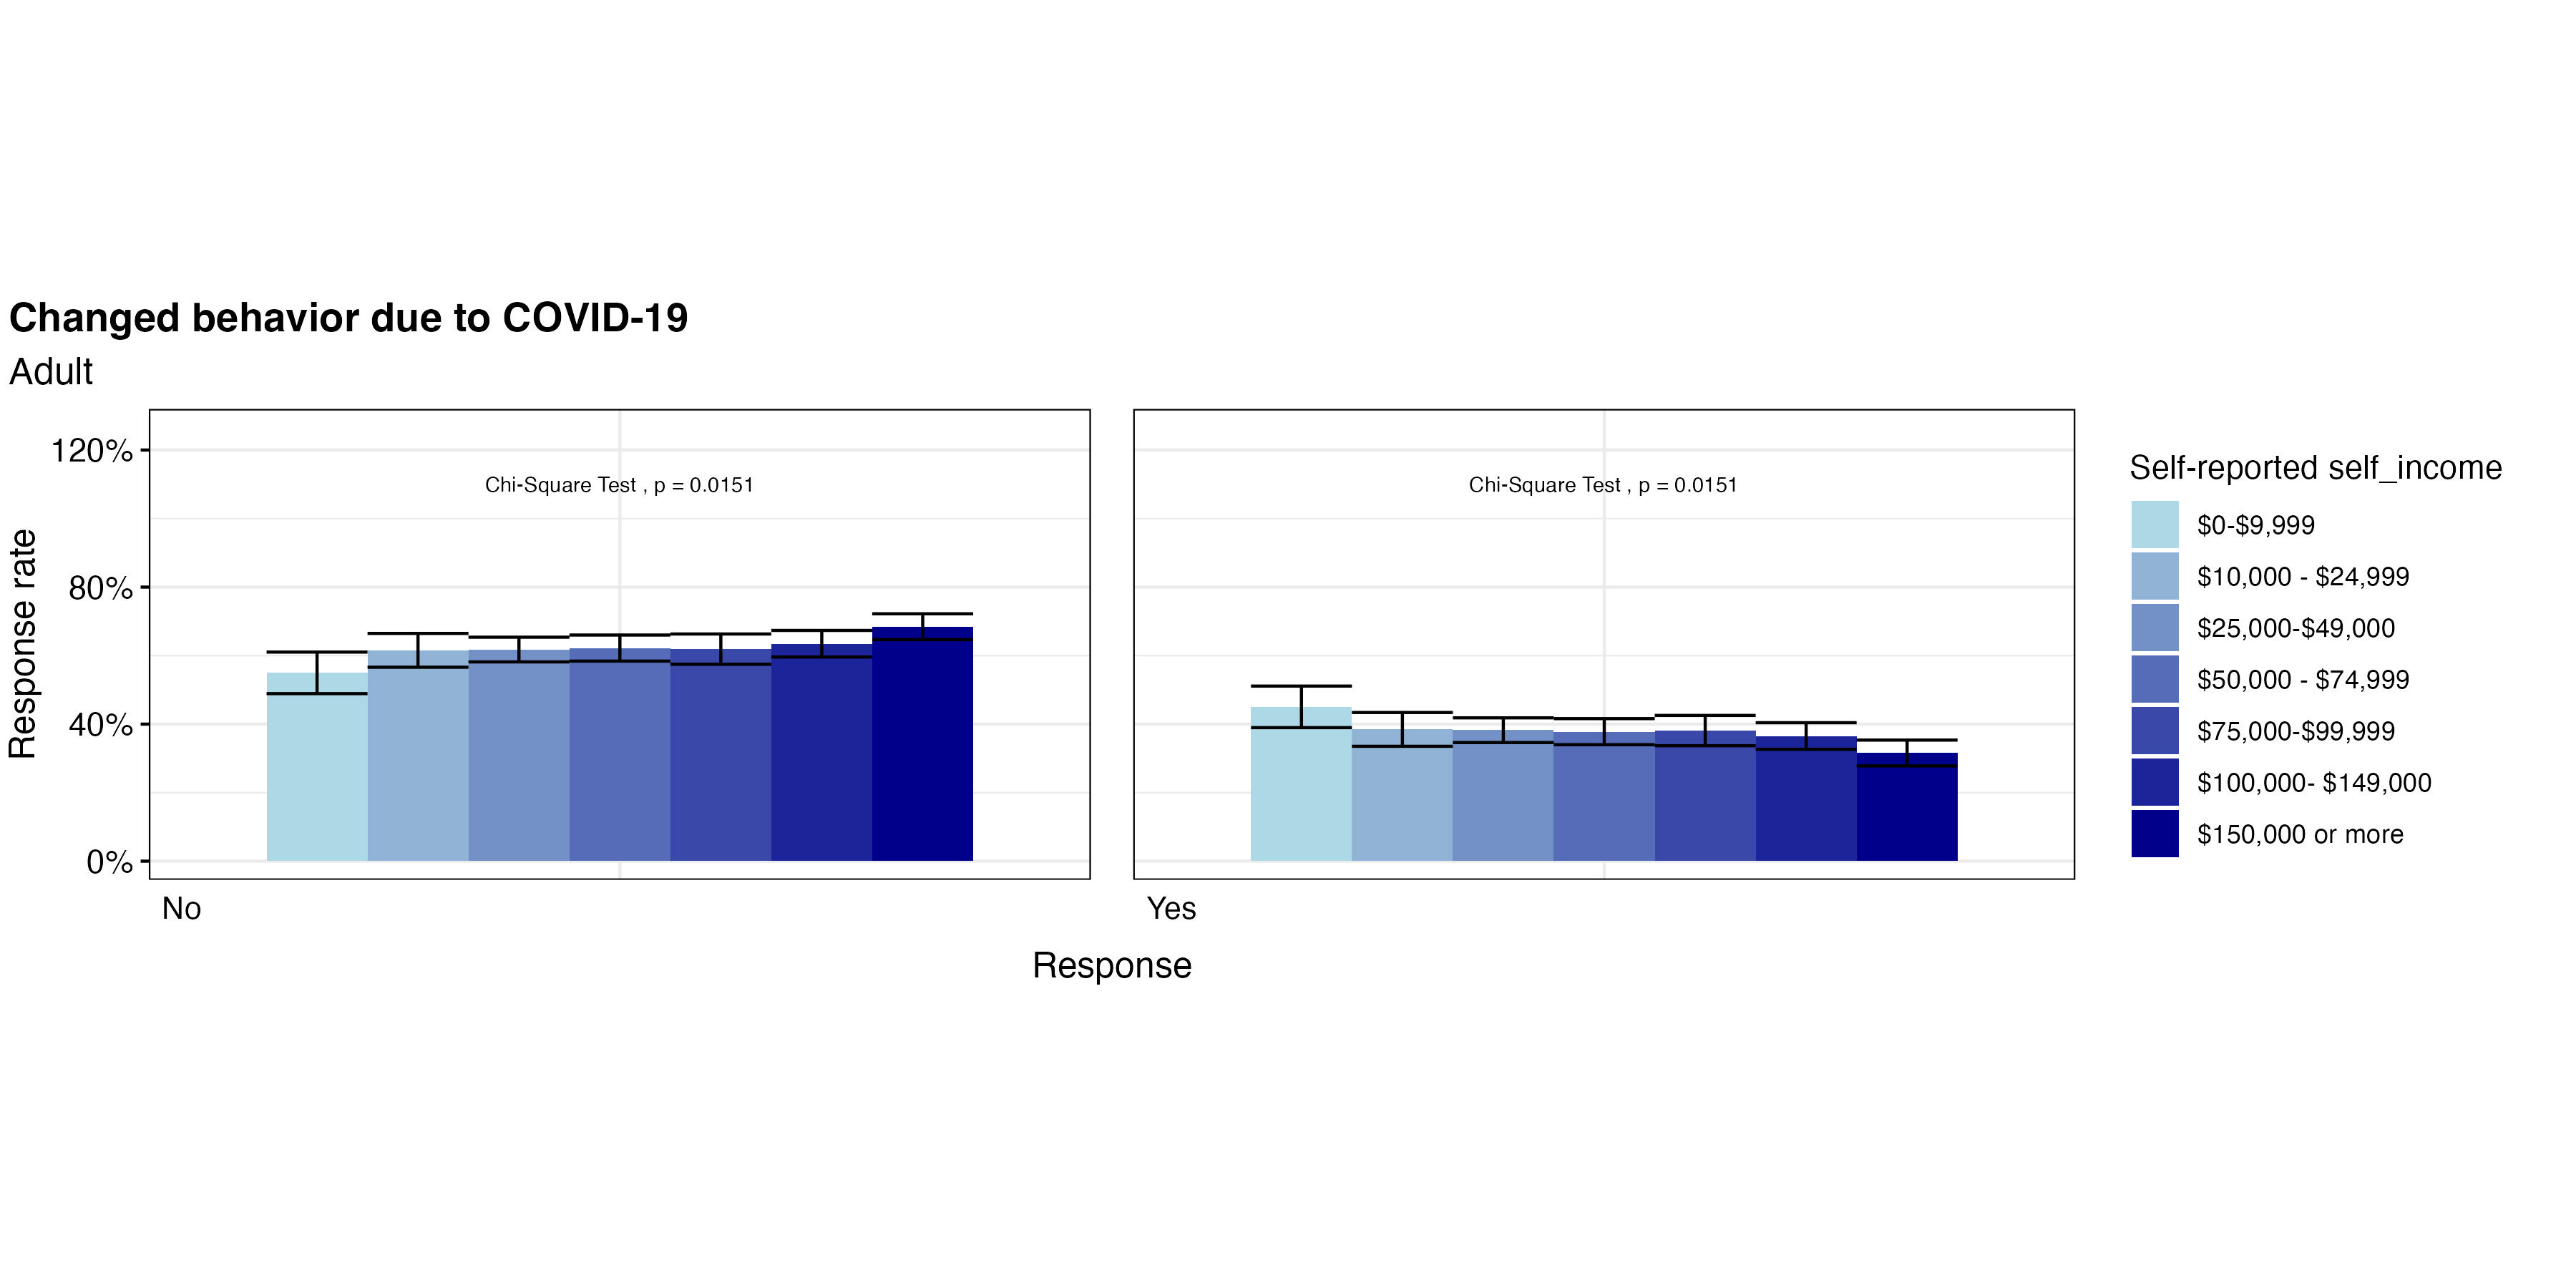 Changed behavior due to COVID-19
Adult
Response rate
120%
80%
40%
0%
Chi-Square Test , p = 0.0151
Chi-Square Test , p = 0.0151
No
Yes
Response
Self-reported self_income
$0-$9,999
$10,000 - $24,999
$25,000-$49,000
$50,000 - $74,999
$75,000-$99,999
$100,000- $149,000
$150,000 or more